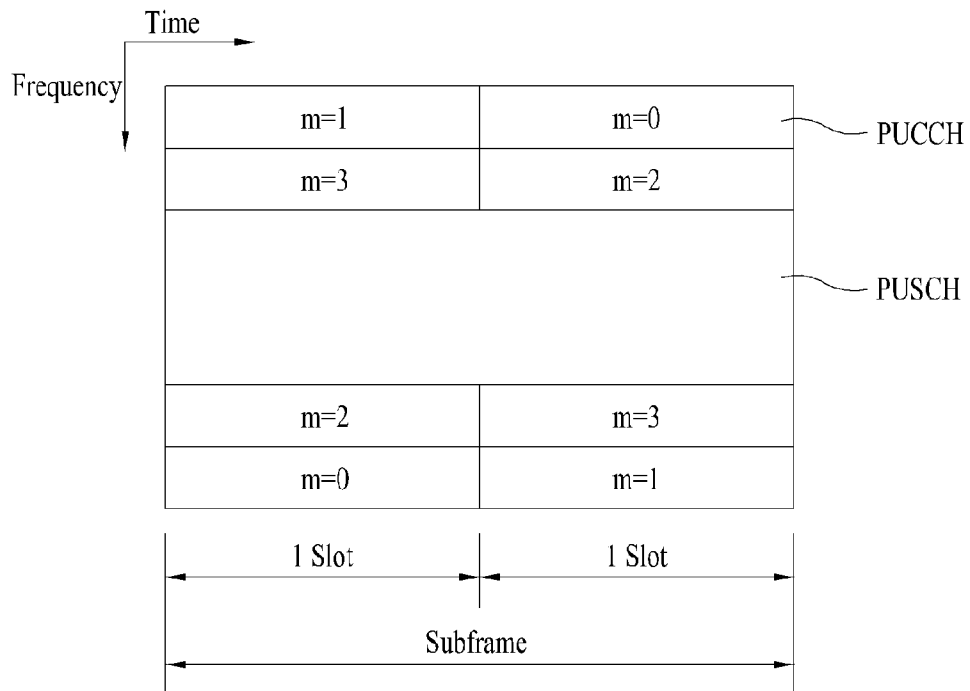 Time
Frequency
m=1 m=0
PUCCH
m=3 m=2
PUSCH
m=2 m=3
m=0 m=1
1 Slot 1 Slot
Subframe